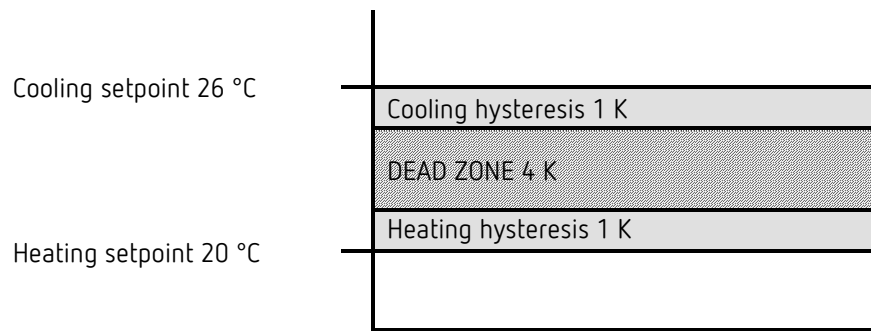 Cooling setpoint 26 °C
Cooling hysteresis 1 K
DEAD ZONE 4 K
Heating hysteresis 1 K
Heating setpoint 20 °C